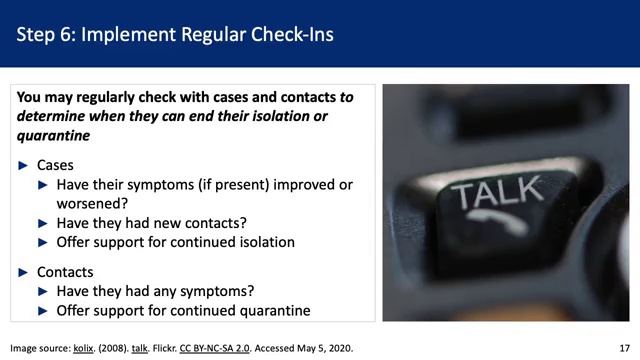 Step 6: Implement Regular Check-Ins
You may regularly check with cases and contacts to
determine when they can end their isolation or
quarantine
► Cases
► Have their symptoms (if present) improved or
worsened?
► Have they had new contacts?
► Offer support for continued isolation
► Contacts
► Have they had any symptoms?
► Offer support for continued quarantine
TALK
Image source: kolix. (2008). talk. Flickr. CC BY-NC-SA 2.0. Accessed May 5, 2020.
17